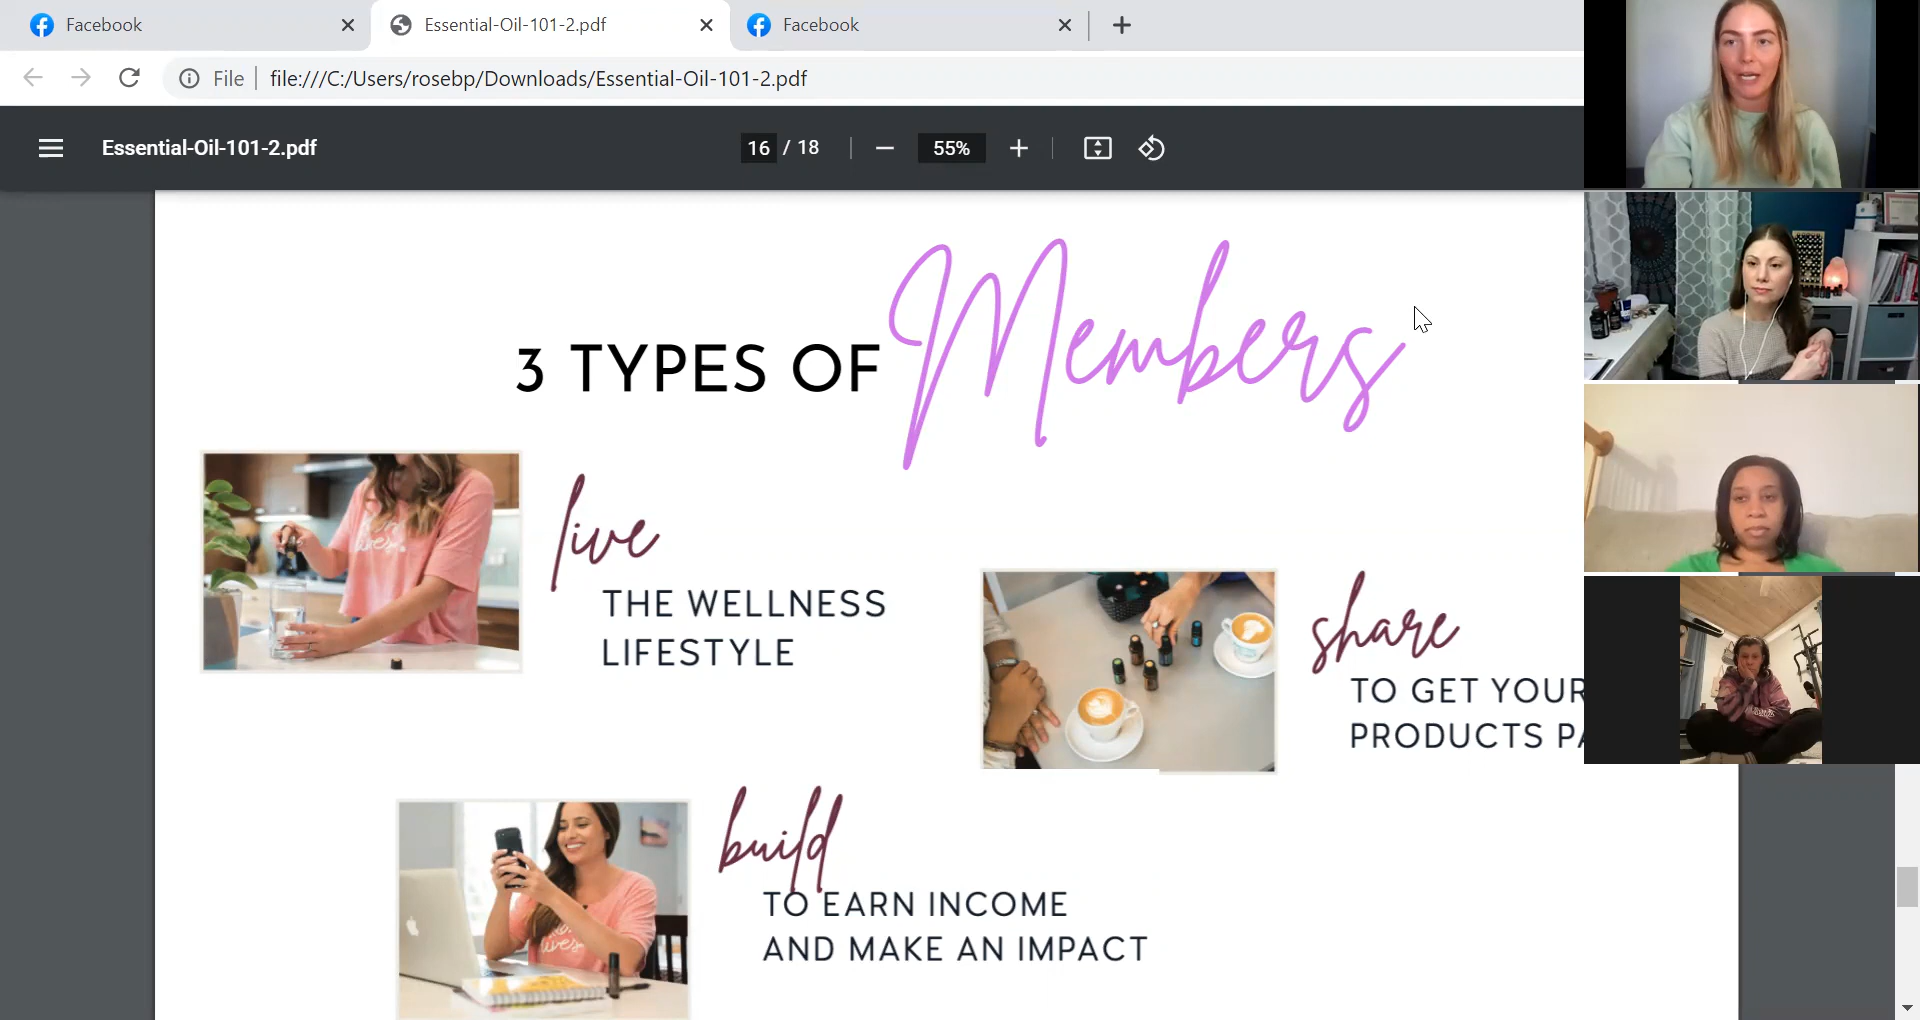 Facebook
Essential-Oil-101-2.pdf
Facebook
File
file:///C:/Users/rosebp/Downloads/Essential-Oil-101-2.pdf
Essential-Oil-101-2.pdf
16 / 18
55%
3 TYPES OF Members
live
THE WELLNESS
LIFESTYLE
share
TO GET YOUR
PRODUCTS
build
TO EARN INCOME
AND MAKE AN IMPACT
lives.
lives.